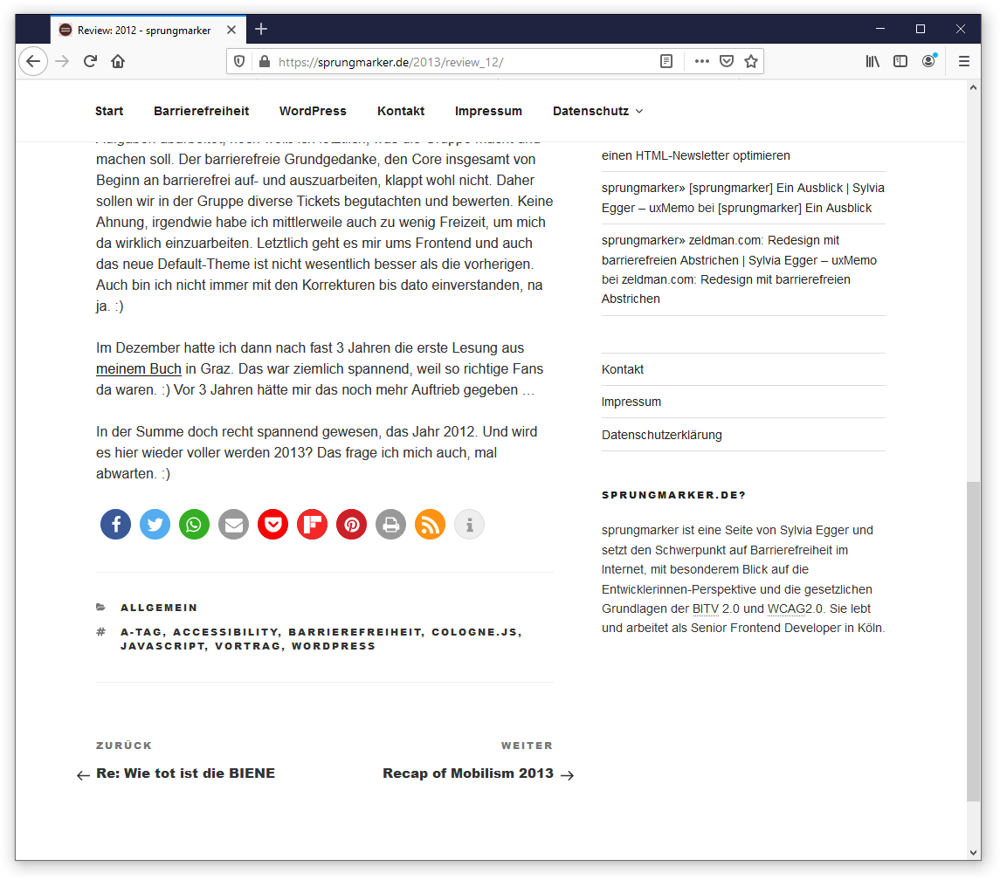 Review: 2012 - sprungmarker
https://sprungmarker.de/2013/review_12/
Start Barrierefreiheit WordPress Kontakt Impressum Datenschutz
machen soll. Der barrierefreie Grundgedanke, den Core insgesamt von
Beginn an barrierefrei auf- und auszuarbeiten, klappt wohl nicht. Daher
sollen wir in der Gruppe diverse Tickets begutachten und bewerten. Keine
Ahnung, irgendwie habe ich mittlerweile auch zu wenig Freizeit, um mich
da wirklich einzuarbeiten. Letztlich geht es mir ums Frontend und auch
das neue Default-Theme ist nicht wesentlich besser als die vorherigen.
Auch bin ich nicht immer mit den Korrekturen bis dato einverstanden, na
ja. :)
Im Dezember hatte ich dann nach fast 3 Jahren die erste Lesung aus
meinem Buch in Graz. Das war ziemlich spannend, weil so richtige Fans
da waren. :) Vor 3 Jahren hätte mir das noch mehr Auftrieb gegeben …
In der Summe doch recht spannend gewesen, das Jahr 2012. Und wird
es hier wieder voller werden 2013? Das frage ich mich auch, mal
abwarten. :)
ALLGEMEIN
# A-TAG, ACCESSIBILITY, BARRIEREFREIHEIT, COLOGNE.JS,
JAVASCRIPT, VORTRAG, WORDPRESS
ZURÜCK
← Re: Wie tot ist die BIENE
WEITER
Recap of Mobilism 2013 →
einen HTML-Newsletter optimieren
sprungmarker» [sprungmarker] Ein Ausblick | Sylvia
Egger – uxMemo bei [sprungmarker] Ein Ausblick
sprungmarker» zeldman.com: Redesign mit
barrierefreien Abstrichen | Sylvia Egger – uxMemo
bei zeldman.com: Redesign mit barrierefreien
Abstrichen
Kontakt
Impressum
Datenschutzerklärung
SPRUNGMARKER.DE?
sprungmarker ist eine Seite von Sylvia Egger und
setzt den Schwerpunkt auf Barrierefreiheit im
Internet, mit besonderem Blick auf die
Entwicklerinnen-Perspektive und die gesetzlichen
Grundlagen der BITV 2.0 und WCAG2.0. Sie lebt
und arbeitet als Senior Frontend Developer in Köln.